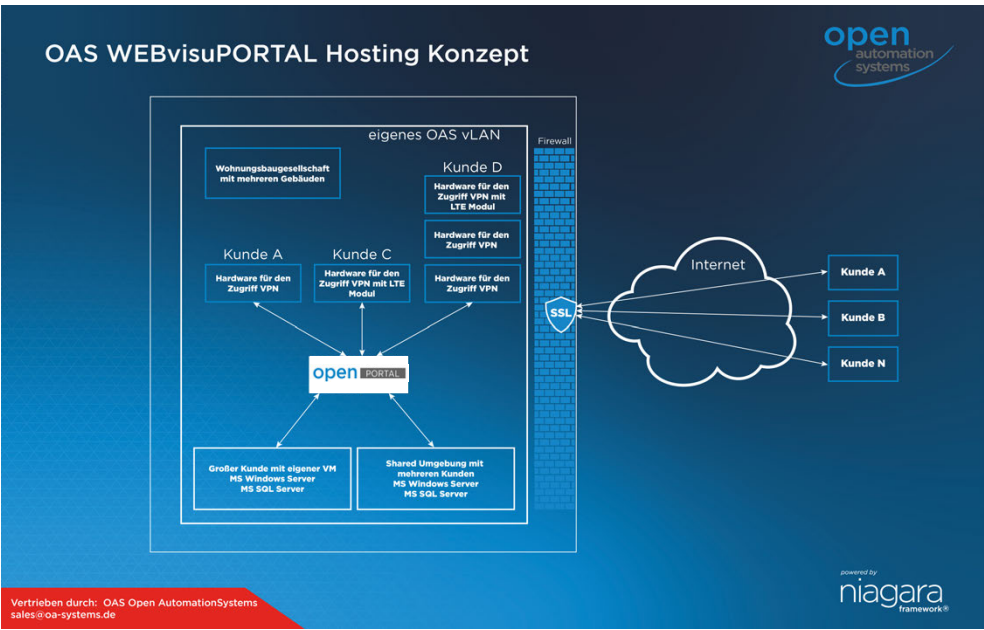 OAS WEBvisuPORTAL Hosting Konzept
open
automation
systems
eigenes OAS vLAN
Firewall
Wohnungsbaugesellschaft
mit mehreren Gebäuden
Kunde D
Hardware für den
Zugriff VPN mit
LTE Modul
Hardware für den
Zugriff VPN
Kunde A
Hardware für den
Zugriff VPN
Kunde C
Hardware für den
Zugriff VPN mit LTE
Modul
Hardware für den
Zugriff VPN
Internet
SSL
Kunde A
Kunde B
Kunde N
open PORTAL
Großer Kunde mit eigener VM
MS Windows Server
MS SQL Server
Shared Umgebung mit
mehreren Kunden
MS Windows Server
MS SQL Server
Vertrieben durch: OAS Open AutomationSystems
sales@oa-systems.de
powered by
niagara
framework®